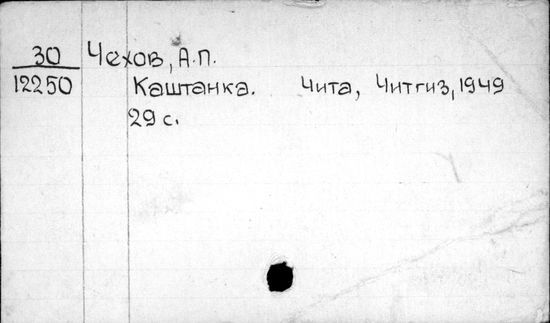 30 Чехов, А.П.
12250 Каштанка. Чита, Читгиз, 1949
29 с.